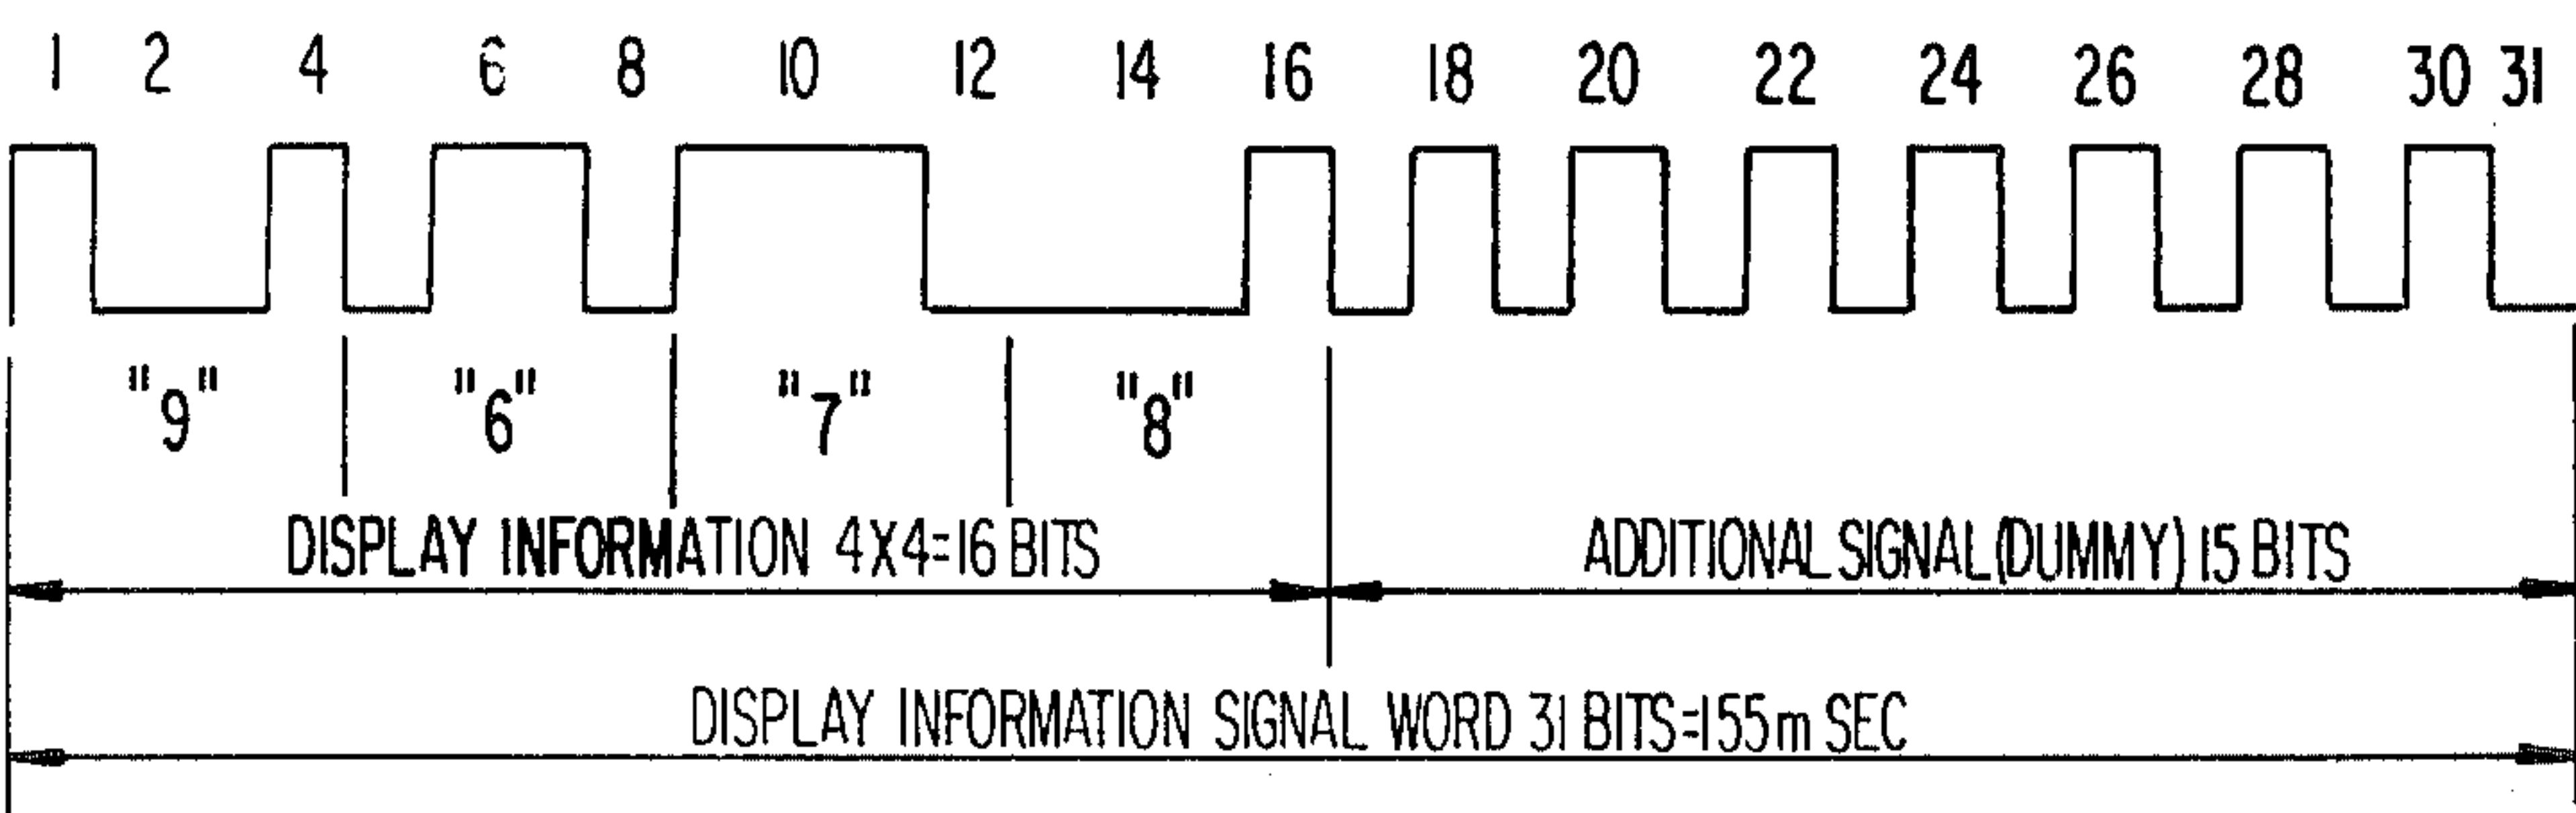 1 2 4 6 8 10 12 14 16 18 20 22 24 26 28 30 31
"9" "6" "7" "8"
DISPLAY INFORMATION 4X4=16 BITS ADDITIONAL SIGNAL (DUMMY) 15 BITS
DISPLAY INFORMATION SIGNAL WORD 31 BITS=155m SEC